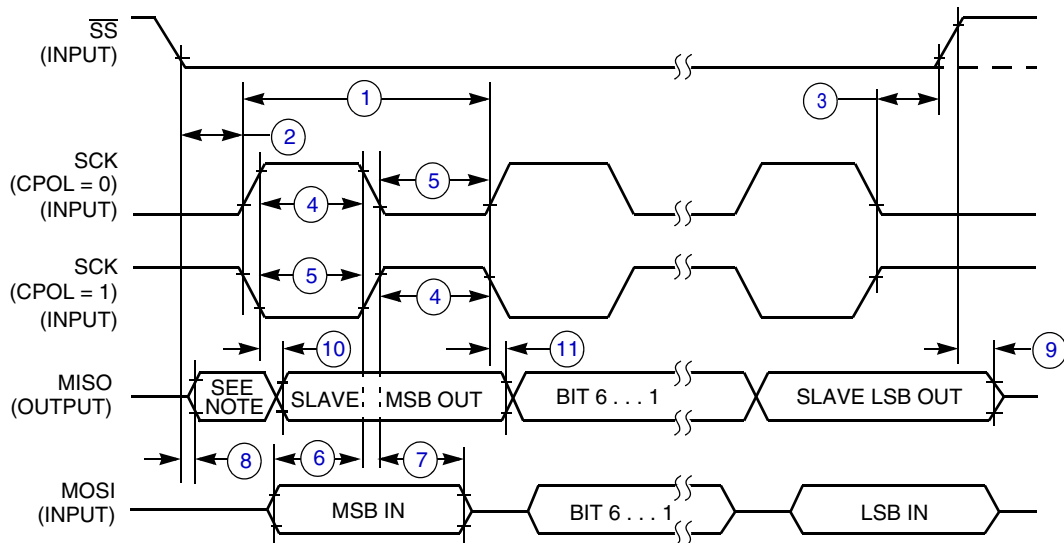 SS
(INPUT)
1
3
2
SCK
(CPOL = 0)
(INPUT)
5
4
SCK
(CPOL = 1)
(INPUT)
5
4
10
11
9
MISO
(OUTPUT)
SEE
NOTE
SLAVE
MSB OUT
BIT 6 . . . 1
SLAVE LSB OUT
8
6
7
MOSI
(INPUT)
MSB IN
BIT 6 . . . 1
LSB IN